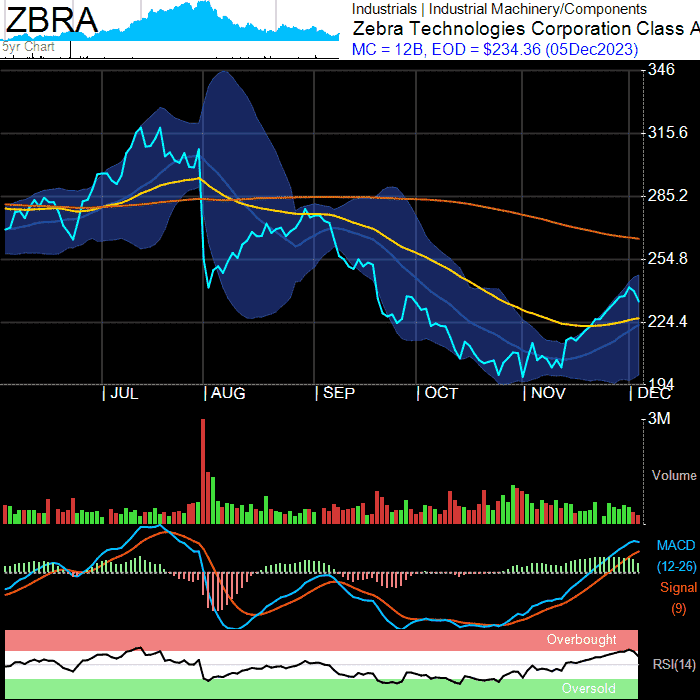 ZBRA
5yr Chart
Industrials | Industrial Machinery/Components
Zebra Technologies Corporation Class A
MC = 12B, EOD = $234.36 (05Dec2023)
346
315.6
285.2
254.8
224.4
194
JUL AUG SEP OCT NOV DEC
3M
Volume
MACD
(12-26)
Signal
(9)
Overbought
RSI(14)
Oversold